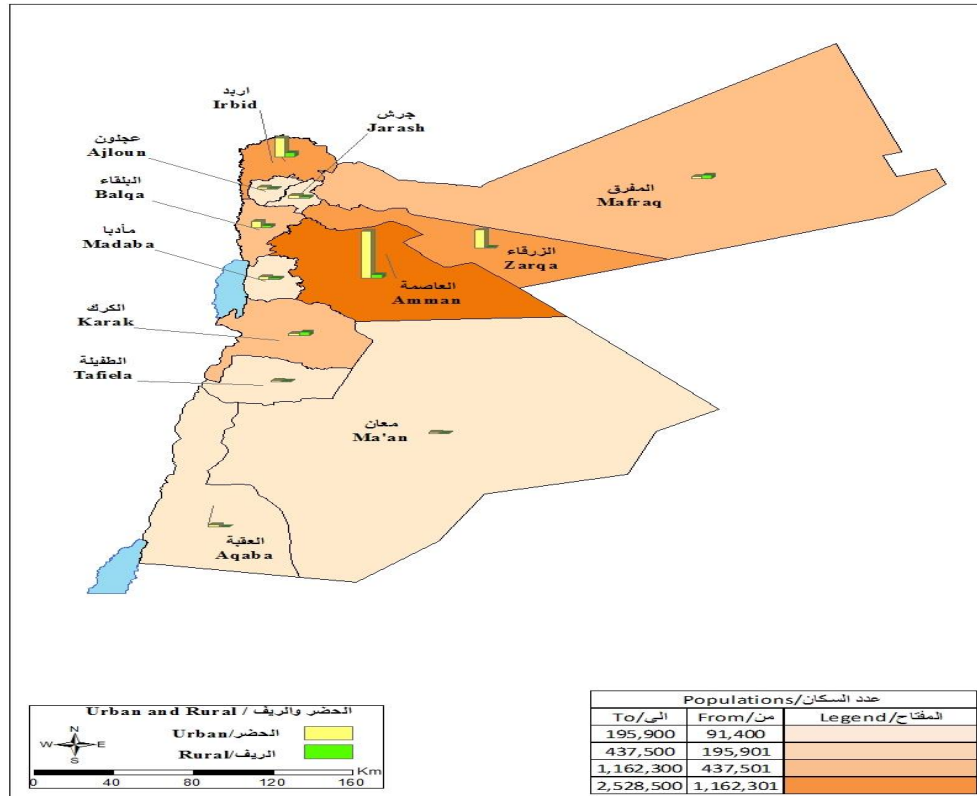 اربد
Irbid
جرش
Jarash
عجلون
Ajloun
البلقاء
Balqa
مأدبا
Madaba
المفرق
Mafraq
الزرقاء
Zarqa
العاصمة
Amman
الكرك
Karak
الطفيلة
Tafiela
معان
Ma'an
العقبة
Aqaba
Urban and Rural / الحضر والريف
Urban/الحضر
Rural/الريف
N
W E
S
Km
0 20 40 80 120 160
Populations/عدد السكان
To/الى From/من Legend/المفتاح
195,900 91,400
437,500 195,901
1,162,300 437,501
2,528,500 1,162,301